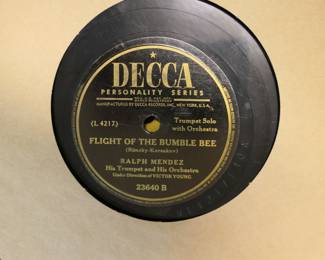 DECCA
PERSONALITY SERIES
MANUFACTURED BY DECCA RECORDS, INC., NEW YORK, U.S.A.
(L 4217)
Trumpet Solo
with Orchestra
FLIGHT OF THE BUMBLE BEE
(Rimsky-Korsakov)
RALPH MENDEZ
His Trumpet and His Orchestra
Under Direction of VICTOR YOUNG
23640 B